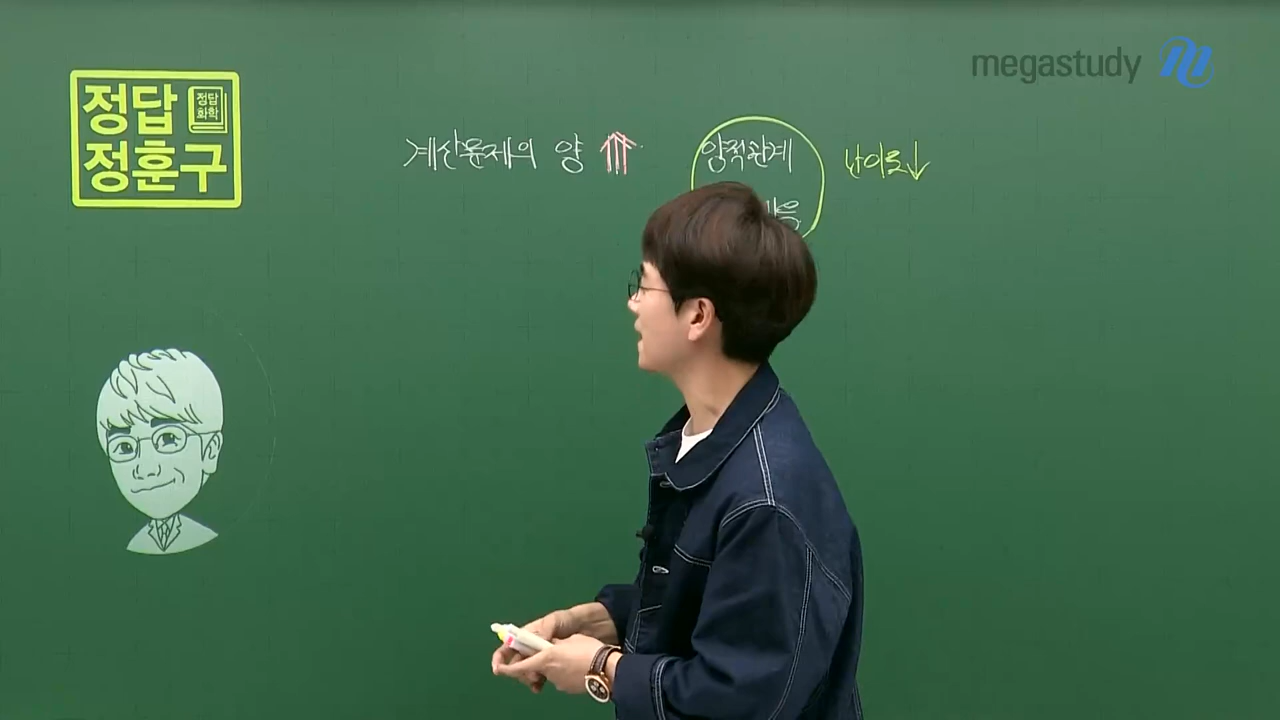 megastudy
정답
정답
화학
정훈구
계산문제의 양
양적관계
난이도↓